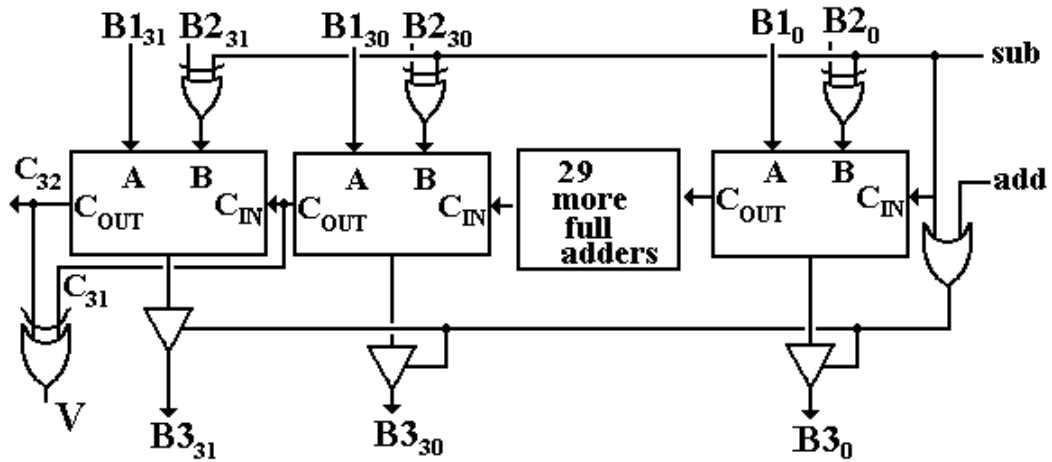 B1₃₁ B2₃₁ B1₃₀ B2₃₀ B1₀ B2₀
sub
A B A B 29 A B
C₃₂ add
C_OUT C_IN C_OUT C_IN more C_OUT C_IN
full
adders
C₃₁
V B3₃₁ B3₃₀ B3₀